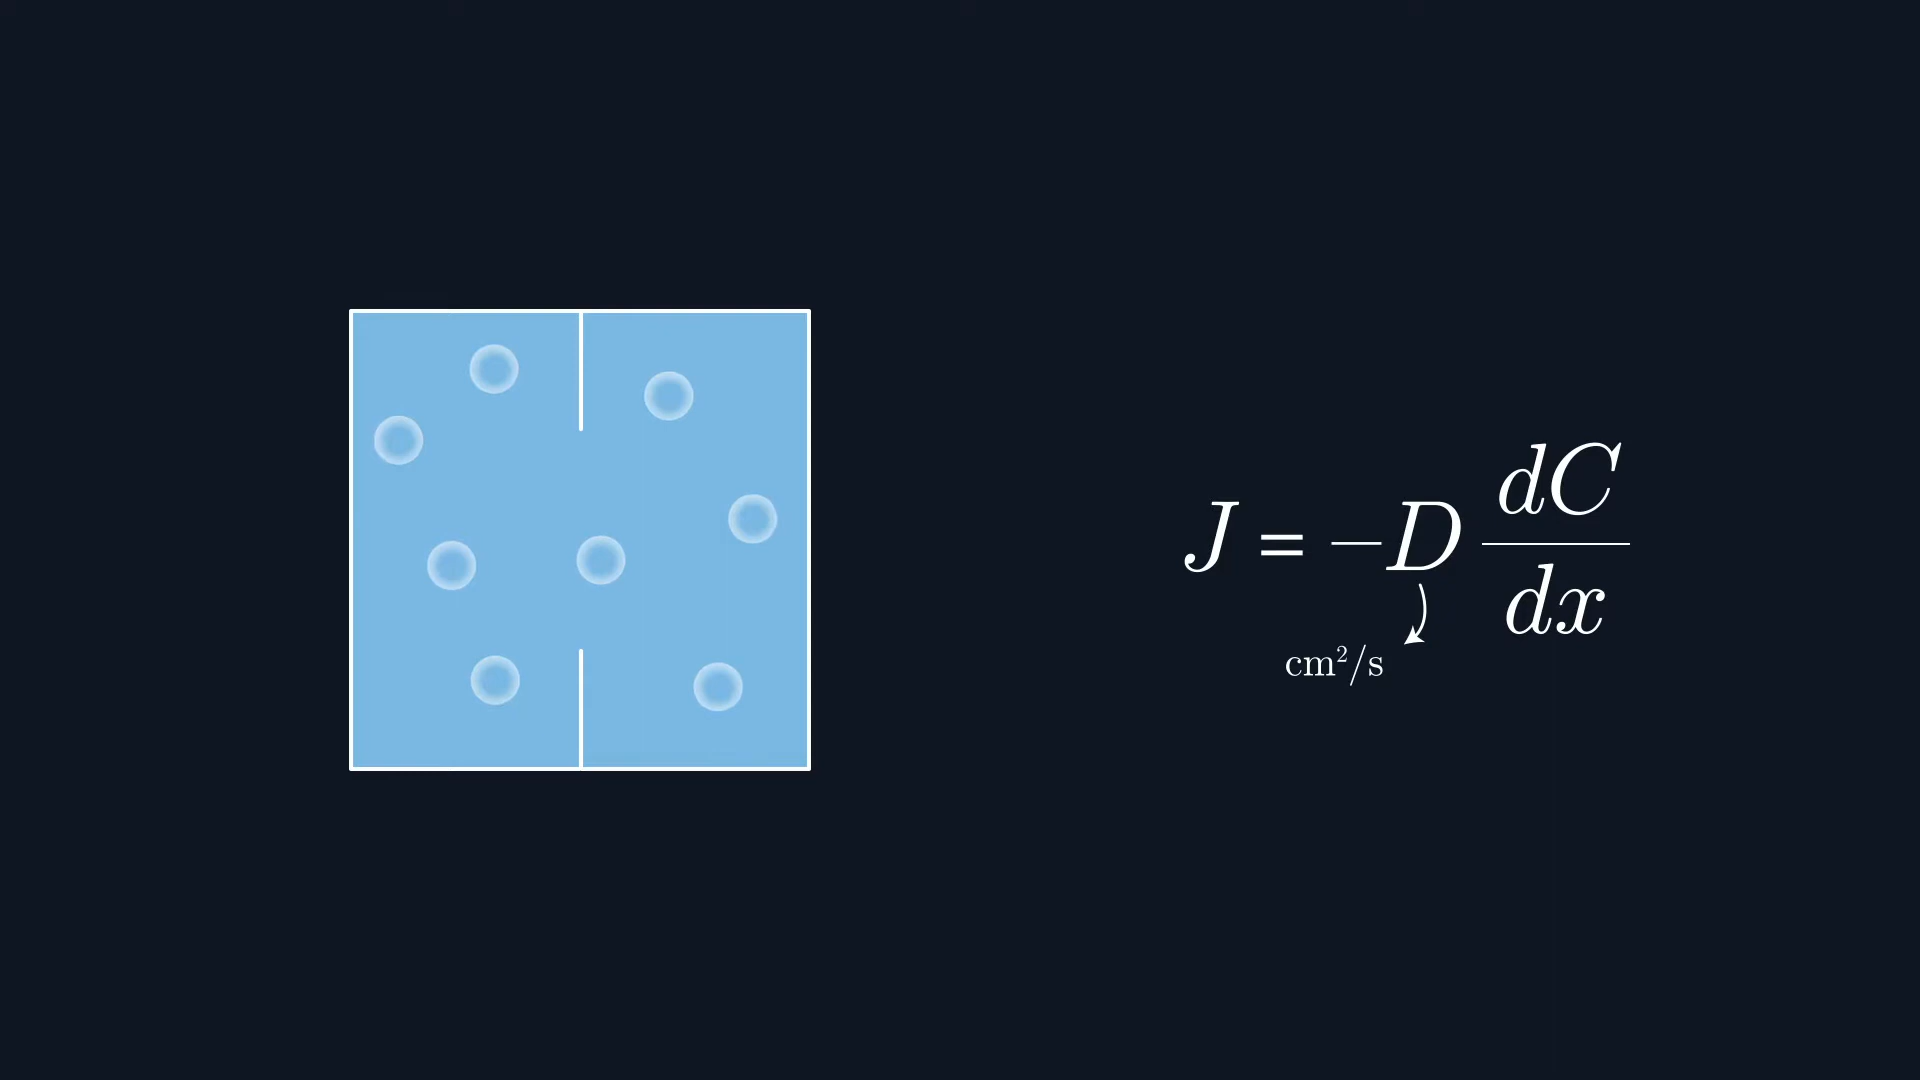 J = −D dC/dx
cm²/s